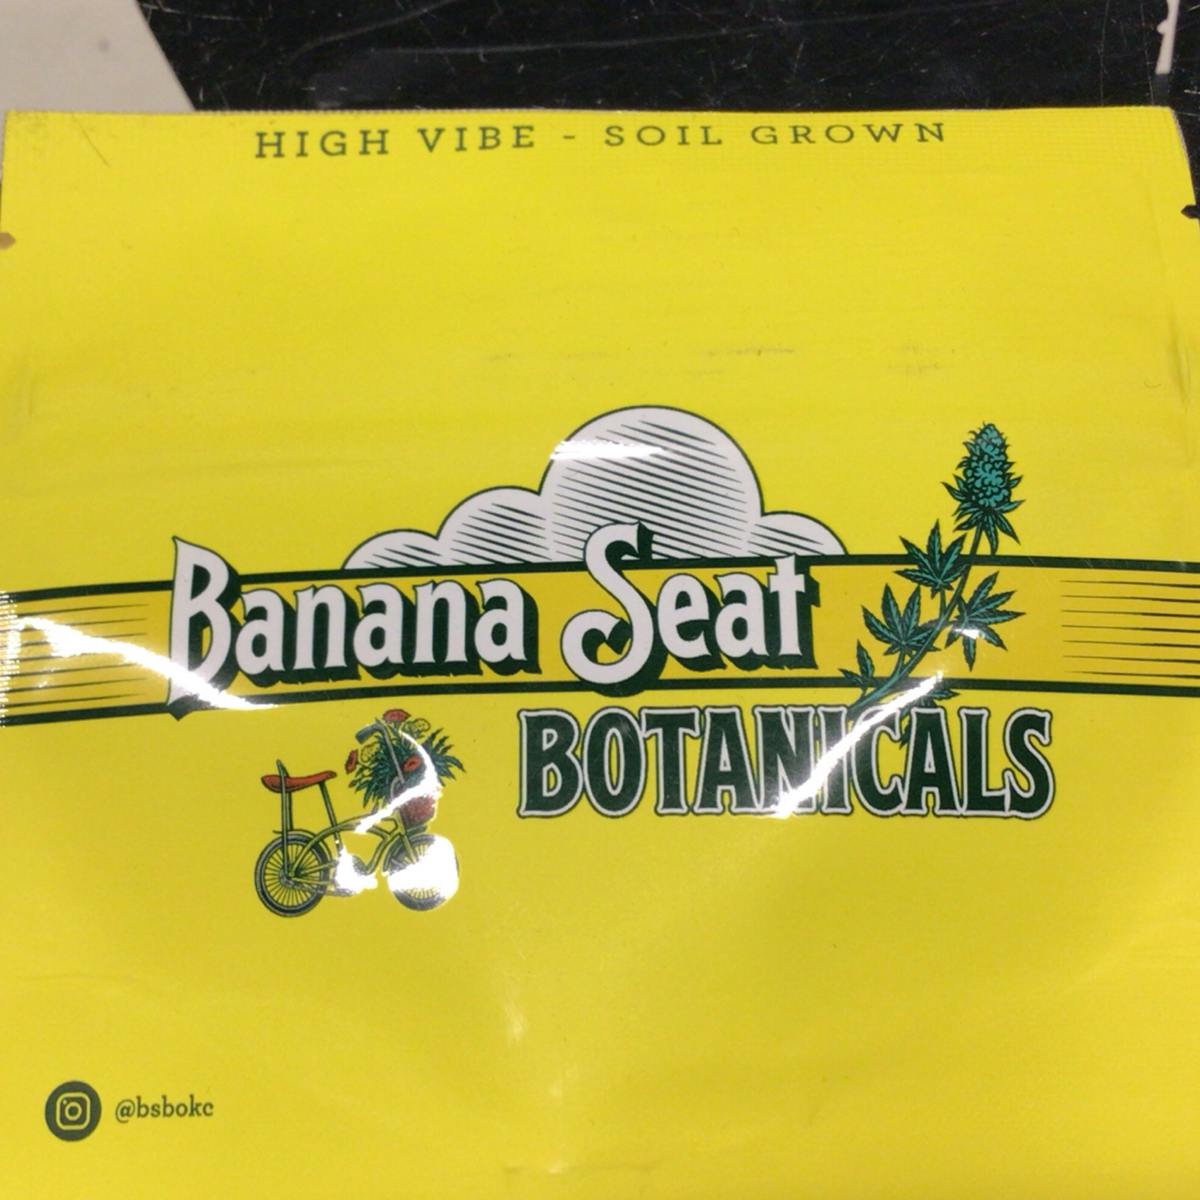 HIGH VIBE - SOIL GROWN
Banana Seat
BOTANICALS
@bsbokc